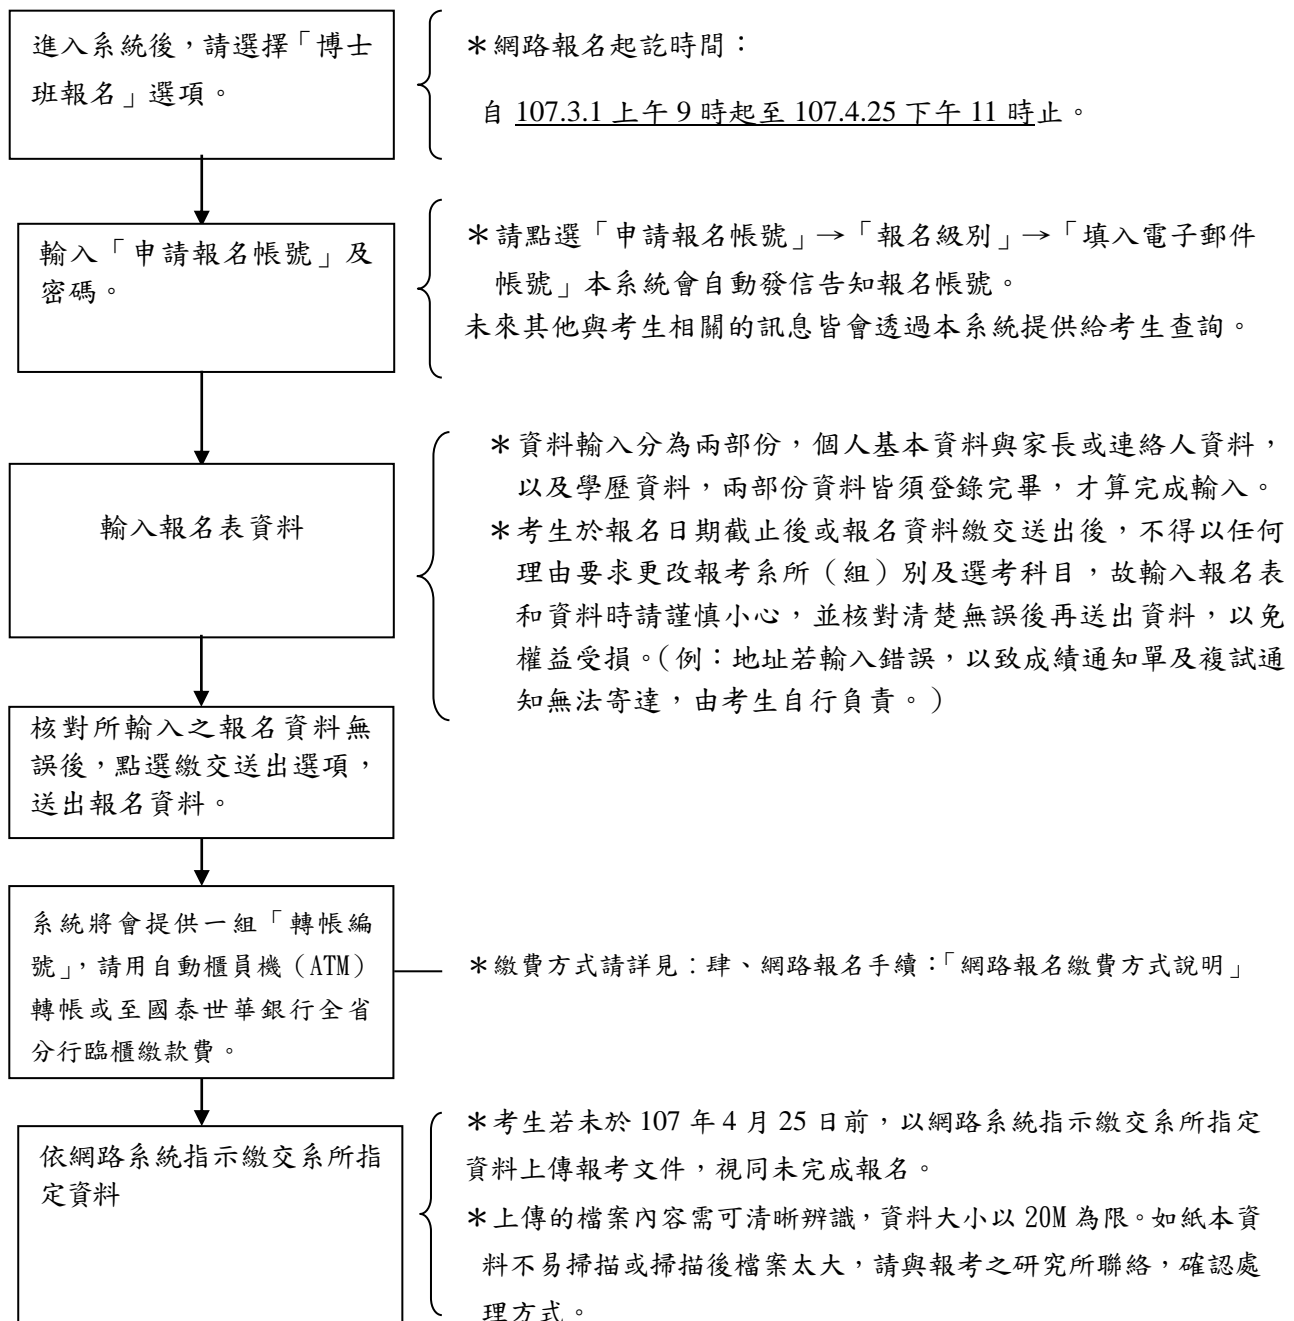 進入系統後，請選擇「博士
班報名」選項。
＊網路報名起訖時間：
自 107.3.1 上午 9 時起至 107.4.25 下午 11 時止。
輸入「申請報名帳號」及
密碼。
＊請點選「申請報名帳號」→「報名級別」→「填入電子郵件
帳號」本系統會自動發信告知報名帳號。
未來其他與考生相關的訊息皆會透過本系統提供給考生查詢。
輸入報名表資料
＊資料輸入分為兩部份，個人基本資料與家長或連絡人資料，
以及學歷資料，兩部份資料皆須登錄完畢，才算完成輸入。
＊考生於報名日期截止後或報名資料繳交送出後，不得以任何
理由要求更改報考系所（組）別及選考科目，故輸入報名表
和資料時請謹慎小心，並核對清楚無誤後再送出資料，以免
權益受損。（例：地址若輸入錯誤，以致成績通知單及複試通
知無法寄達，由考生自行負責。）
核對所輸入之報名資料無
誤後，點選繳交送出選項，
送出報名資料。
系統將會提供一組「轉帳編
號」，請用自動櫃員機（ATM）
轉帳或至國泰世華銀行全省
分行臨櫃繳款費。
＊繳費方式請詳見：肆、網路報名手續：「網路報名繳費方式說明」
依網路系統指示繳交系所指
定資料
＊考生若未於 107 年 4 月 25 日前，以網路系統指示繳交系所指定
資料上傳報考文件，視同未完成報名。
＊上傳的檔案內容需可清晰辨識，資料大小以 20M 為限。如紙本資
料不易掃描或掃描後檔案太大，請與報考之研究所聯絡，確認處
理方式。